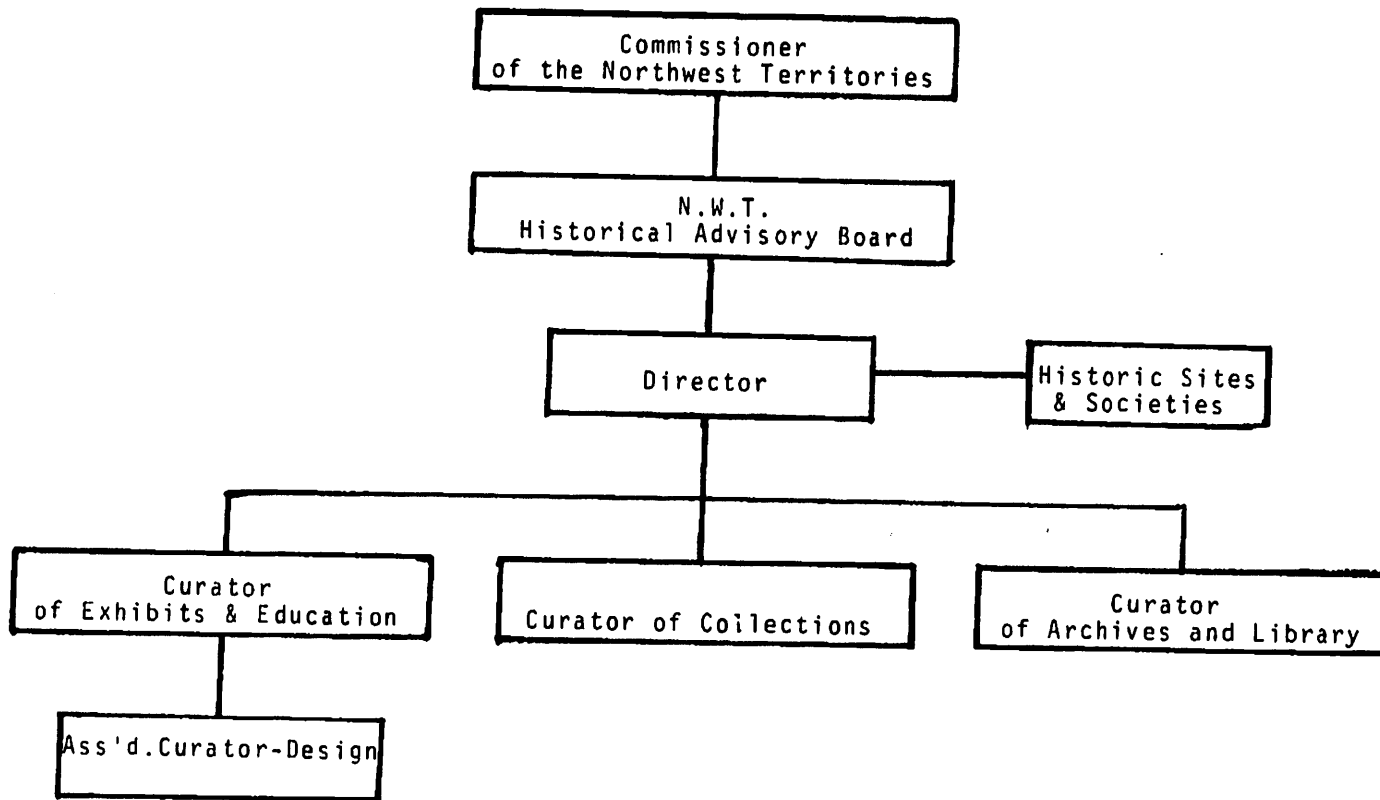 Commissioner
of the Northwest Territories
N.W.T.
Historical Advisory Board
Director
Historic Sites
& Societies
Curator
of Exhibits & Education
Curator of Collections
Curator
of Archives and Library
Ass'd.Curator-Design